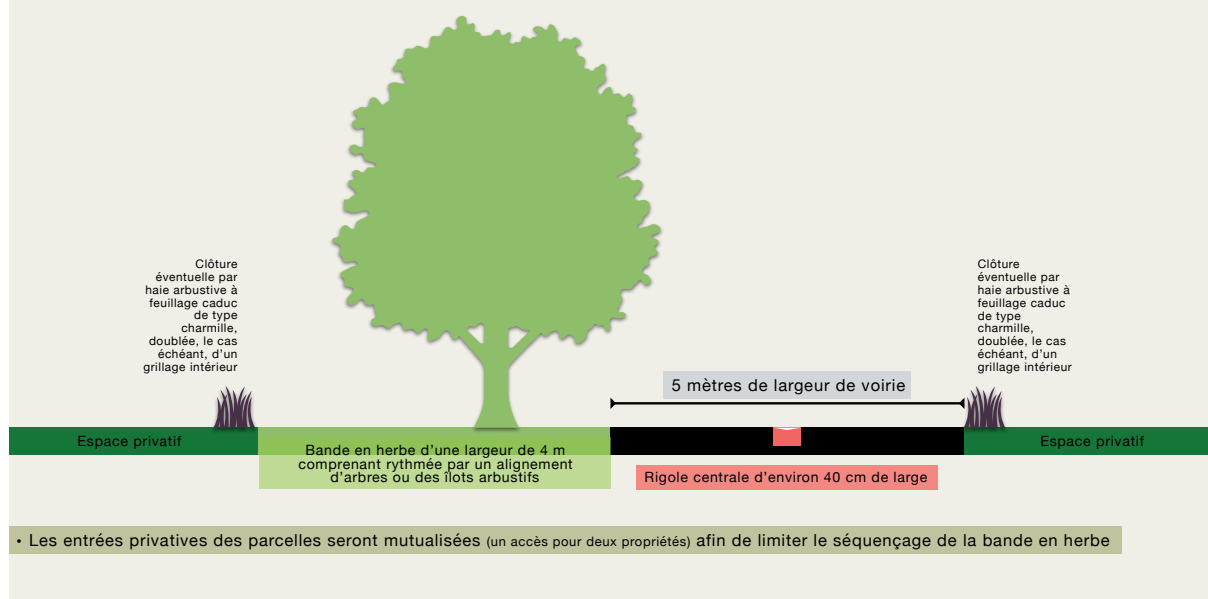 Clôture
éventuelle par
haie arbustive à
feuillage caduc
de type
charmille,
doublée, le cas
échéant, d'un
grillage intérieur
Clôture
éventuelle par
haie arbustive à
feuillage caduc
de type
charmille,
doublée, le cas
échéant, d'un
grillage intérieur
5 mètres de largeur de voirie
Espace privatif
Bande en herbe d'une largeur de 4 m
comprenant rythmée par un alignement
d'arbres ou des îlots arbustifs
Espace privatif
Rigole centrale d'environ 40 cm de large
• Les entrées privatives des parcelles seront mutualisées (un accès pour deux propriétés) afin de limiter le séquençage de la bande en herbe